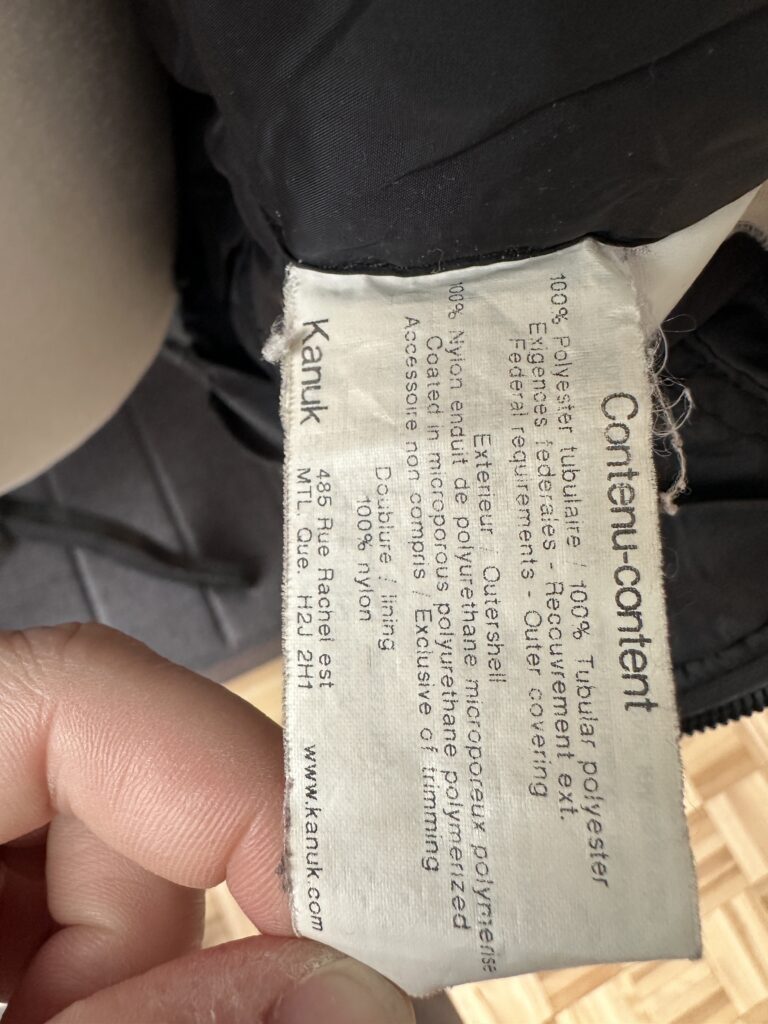 Contenu-content
100% Polyester tubulaire / 100% Tubular polyester
Exigences federales - Recouvrement ext.
Federal requirements - Outer covering
Exterieur / Outershell
100% Nylon enduit de polyurethane microporeux polymerise
Coated in microporous polyurethane polymerized
Accessoire non compris / Exclusive of trimming
Doublure / lining
100% nylon
Kanuk 485 Rue Rachel est www.kanuk.com
MTL. Que. H2J 2H1